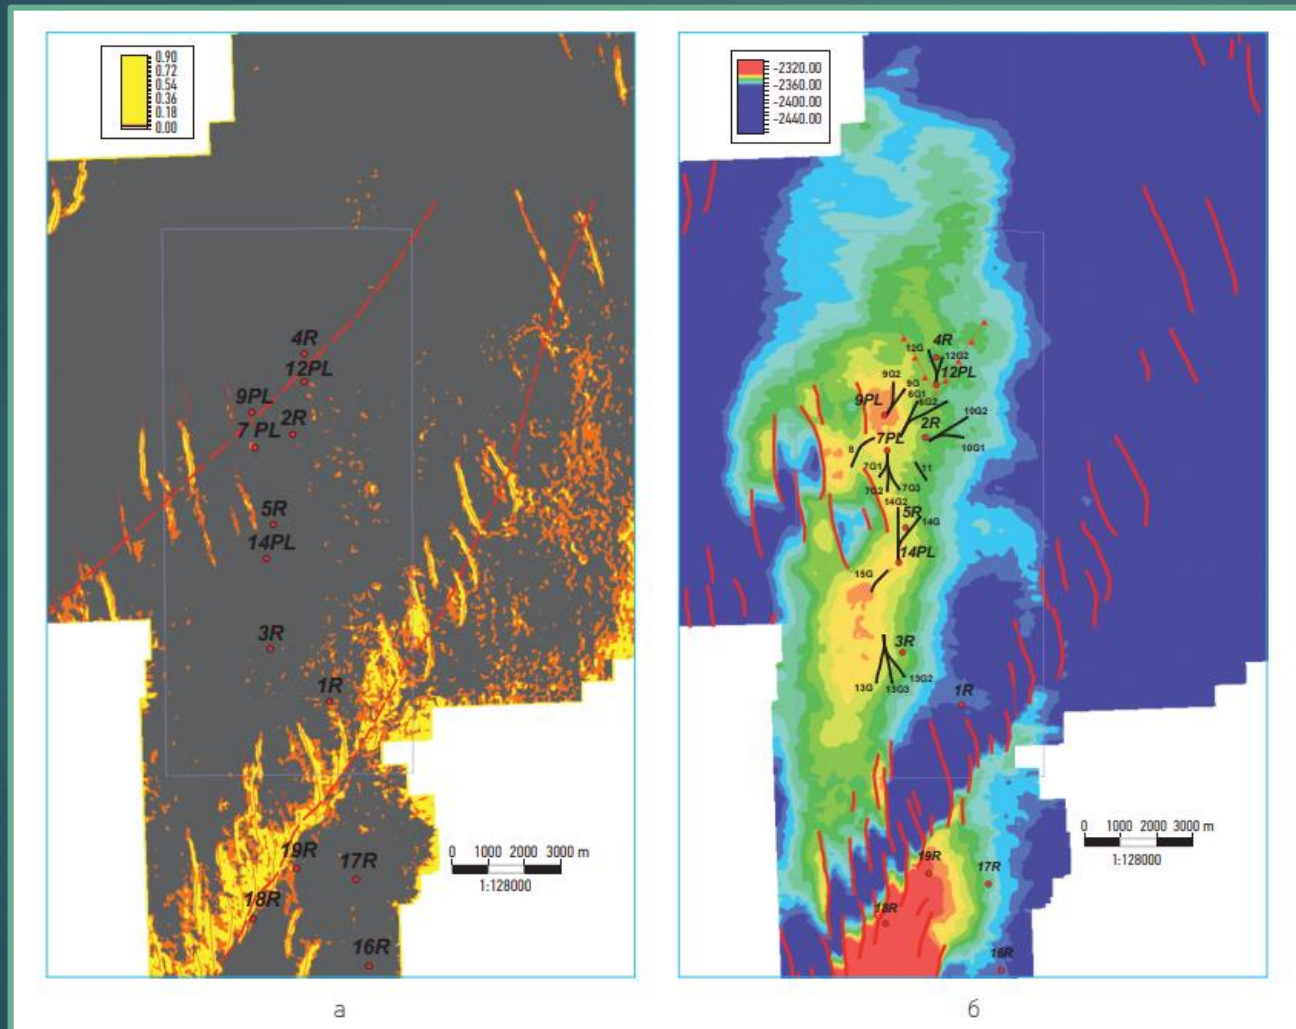 0.90
0.72
0.54
0.36
0.18
0.00
4R
12PL
9PL
2R
7 PL
5R
14PL
3R
1R
19R
17R
18R
16R
0 1000 2000 3000 m
1:128000
а
-2320.00
-2360.00
-2400.00
-2440.00
12G
4R
12G2
12PL
9G2
9G
6G1
6G2
9PL
10G2
2R
7PL
10G1
8
7G1
11
7G2
7G3
14G2
5R
14G
14PL
15G
3R
13G2
13G
13G3
1R
19R
17R
18R
16R
0 1000 2000 3000 m
1:128000
б